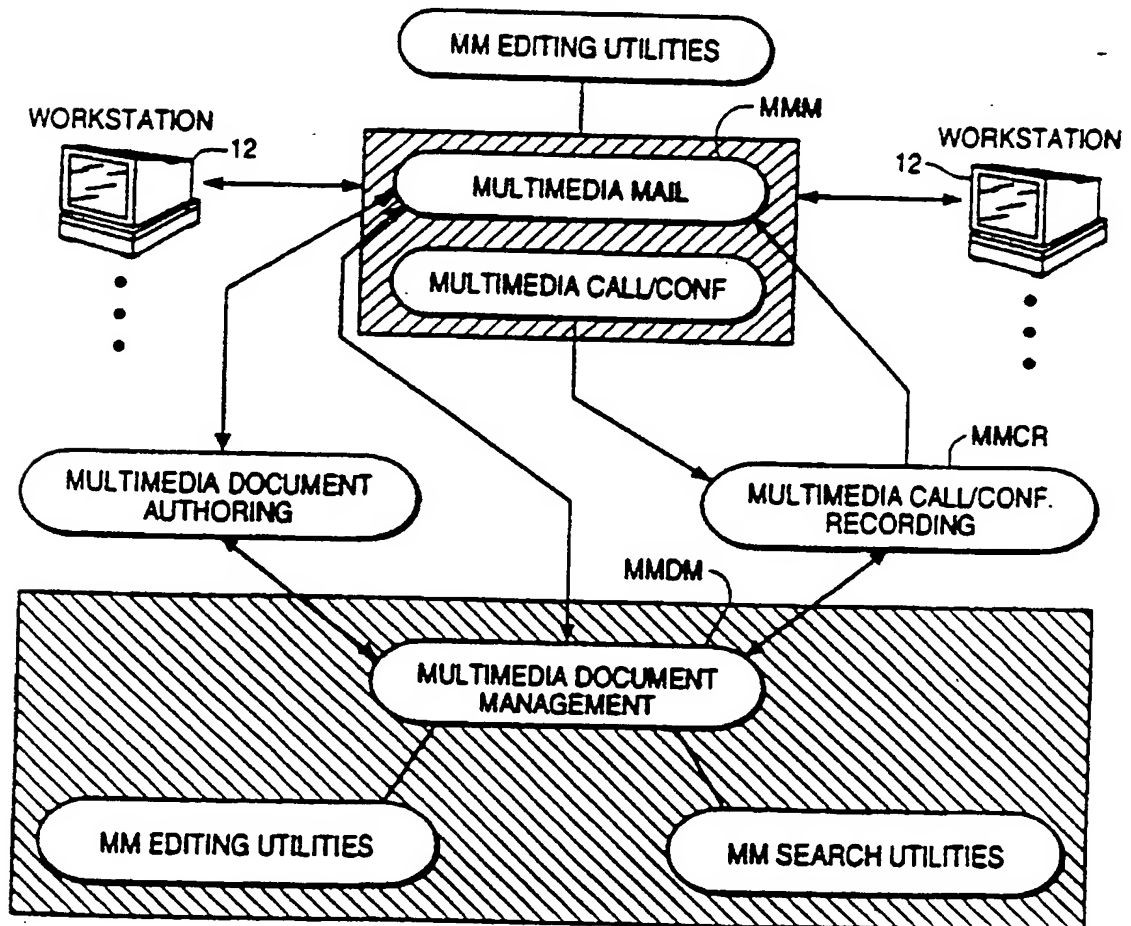 MM EDITING UTILITIES
MMM
WORKSTATION
12
WORKSTATION
12
MULTIMEDIA MAIL
MULTIMEDIA CALL/CONF
MMCR
MULTIMEDIA DOCUMENT
AUTHORING
MULTIMEDIA CALL/CONF.
RECORDING
MMDM
MULTIMEDIA DOCUMENT
MANAGEMENT
MM EDITING UTILITIES
MM SEARCH UTILITIES